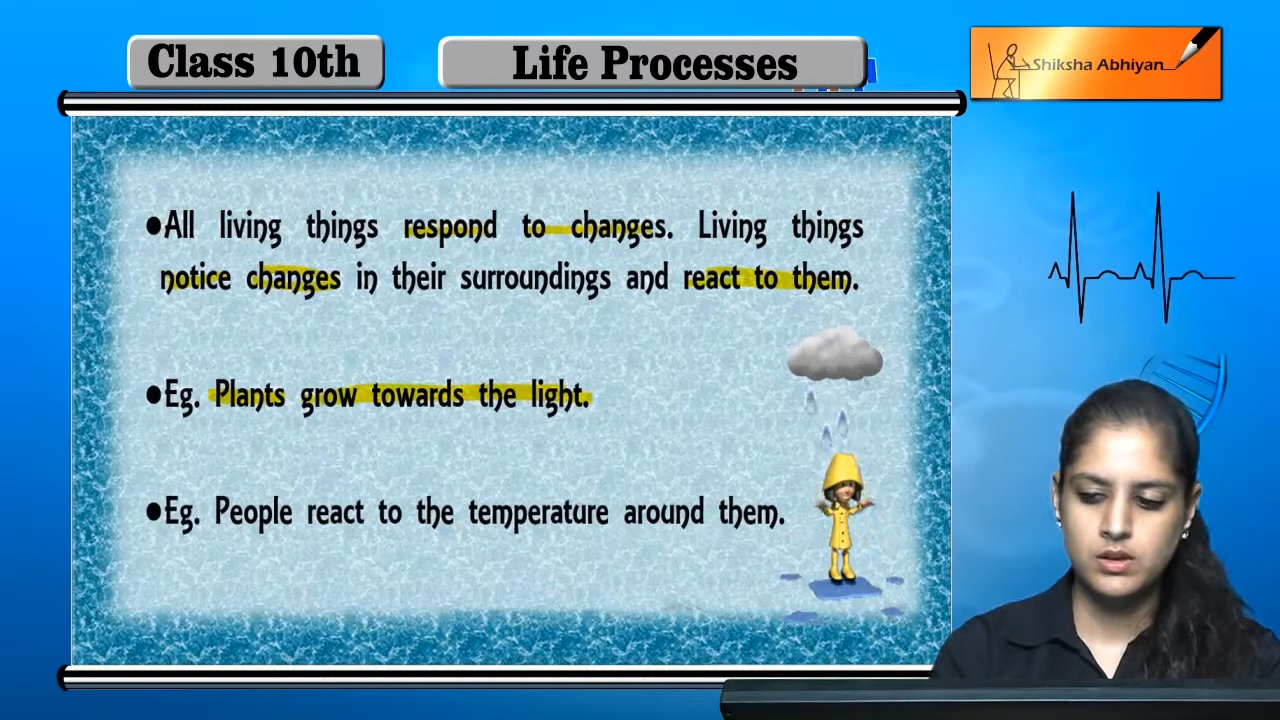 Class 10th
Life Processes
Shiksha Abhiyan
●All living things respond to changes. Living things
notice changes in their surroundings and react to them.
●Eg. Plants grow towards the light.
●Eg. People react to the temperature around them.